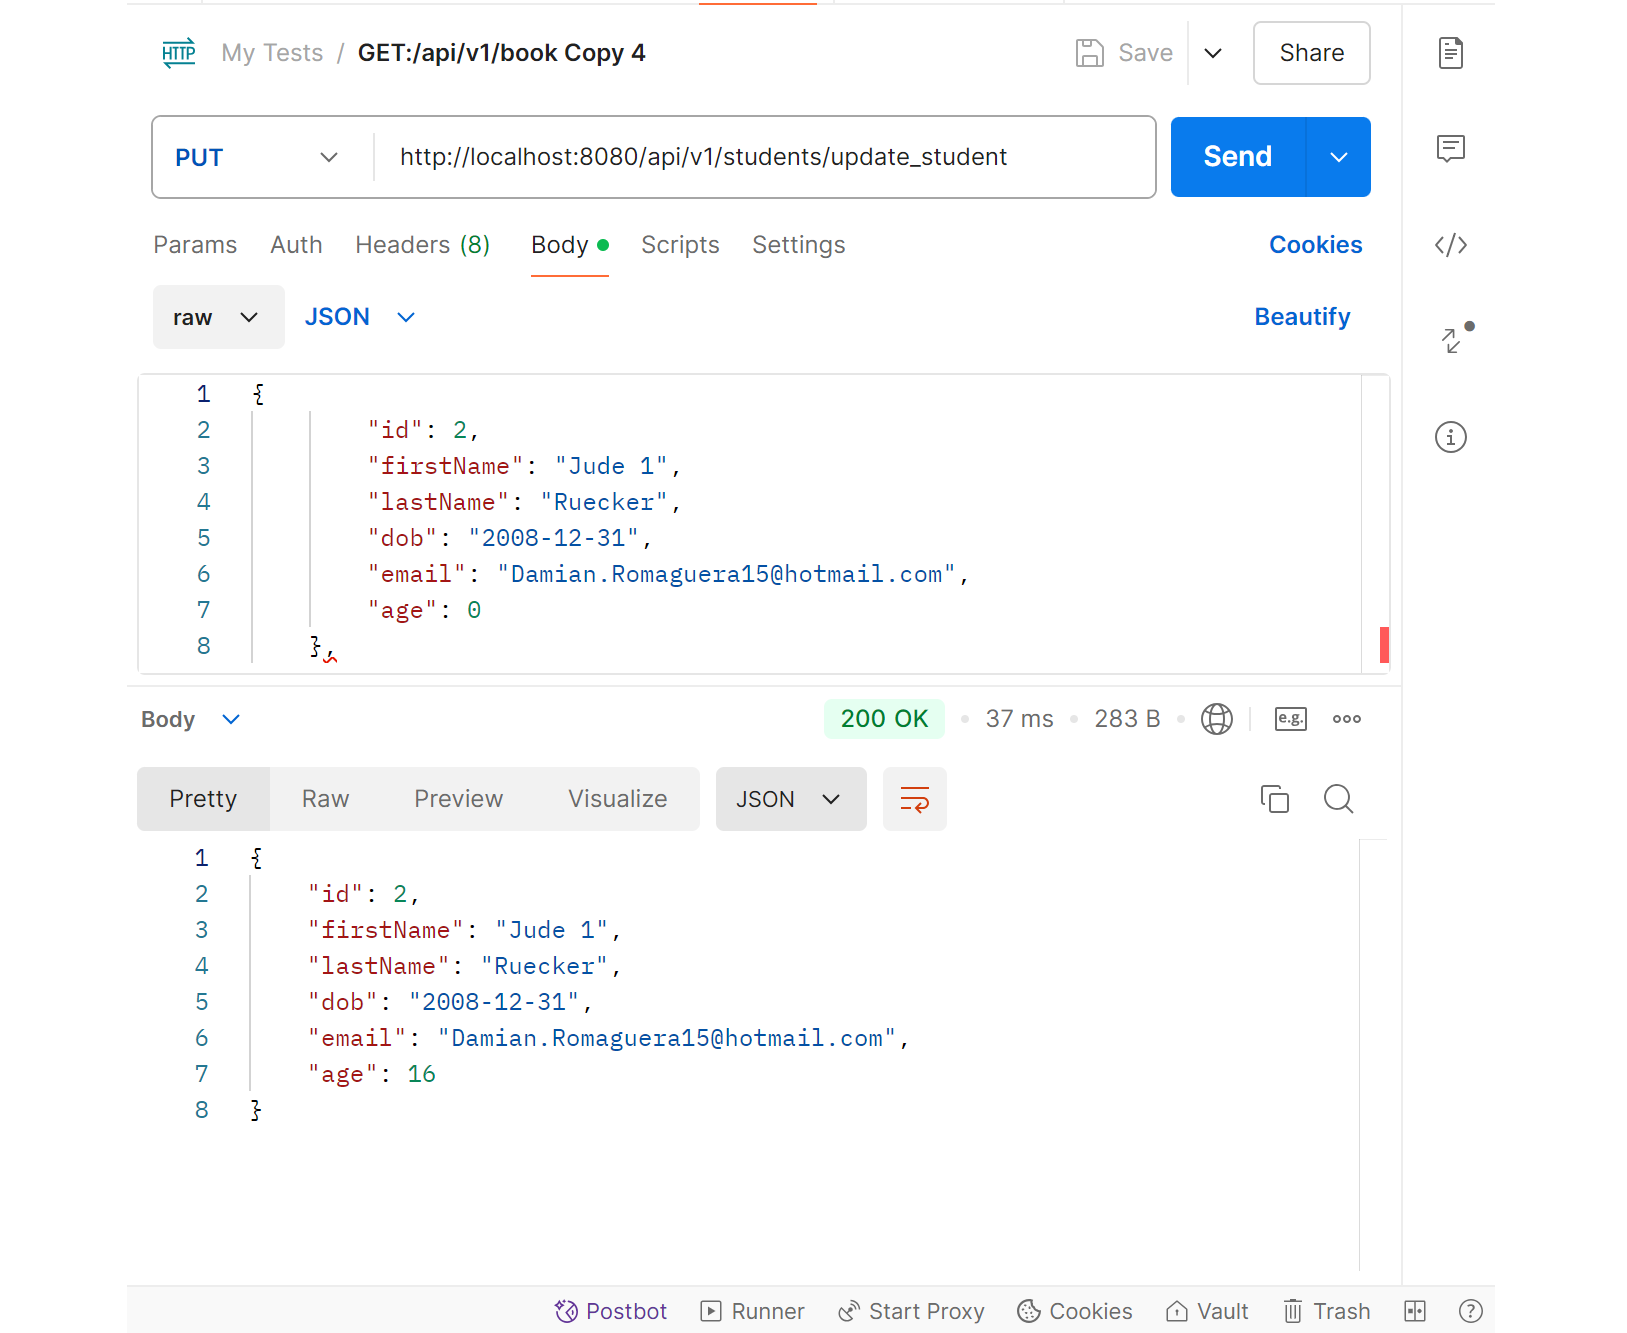 HTTP My Tests / GET:/api/v1/book Copy 4 Save Share
PUT http://localhost:8080/api/v1/students/update_student Send
Params Auth Headers (8) Body Scripts Settings Cookies
raw JSON Beautify
1 {
2 "id": 2,
3 "firstName": "Jude 1",
4 "lastName": "Ruecker",
5 "dob": "2008-12-31",
6 "email": "Damian.Romaguera15@hotmail.com",
7 "age": 0
8 },
Body 200 OK 37 ms 283 B e.g.
Pretty Raw Preview Visualize JSON
1 {
2 "id": 2,
3 "firstName": "Jude 1",
4 "lastName": "Ruecker",
5 "dob": "2008-12-31",
6 "email": "Damian.Romaguera15@hotmail.com",
7 "age": 16
8 }
Postbot Runner Start Proxy Cookies Vault Trash